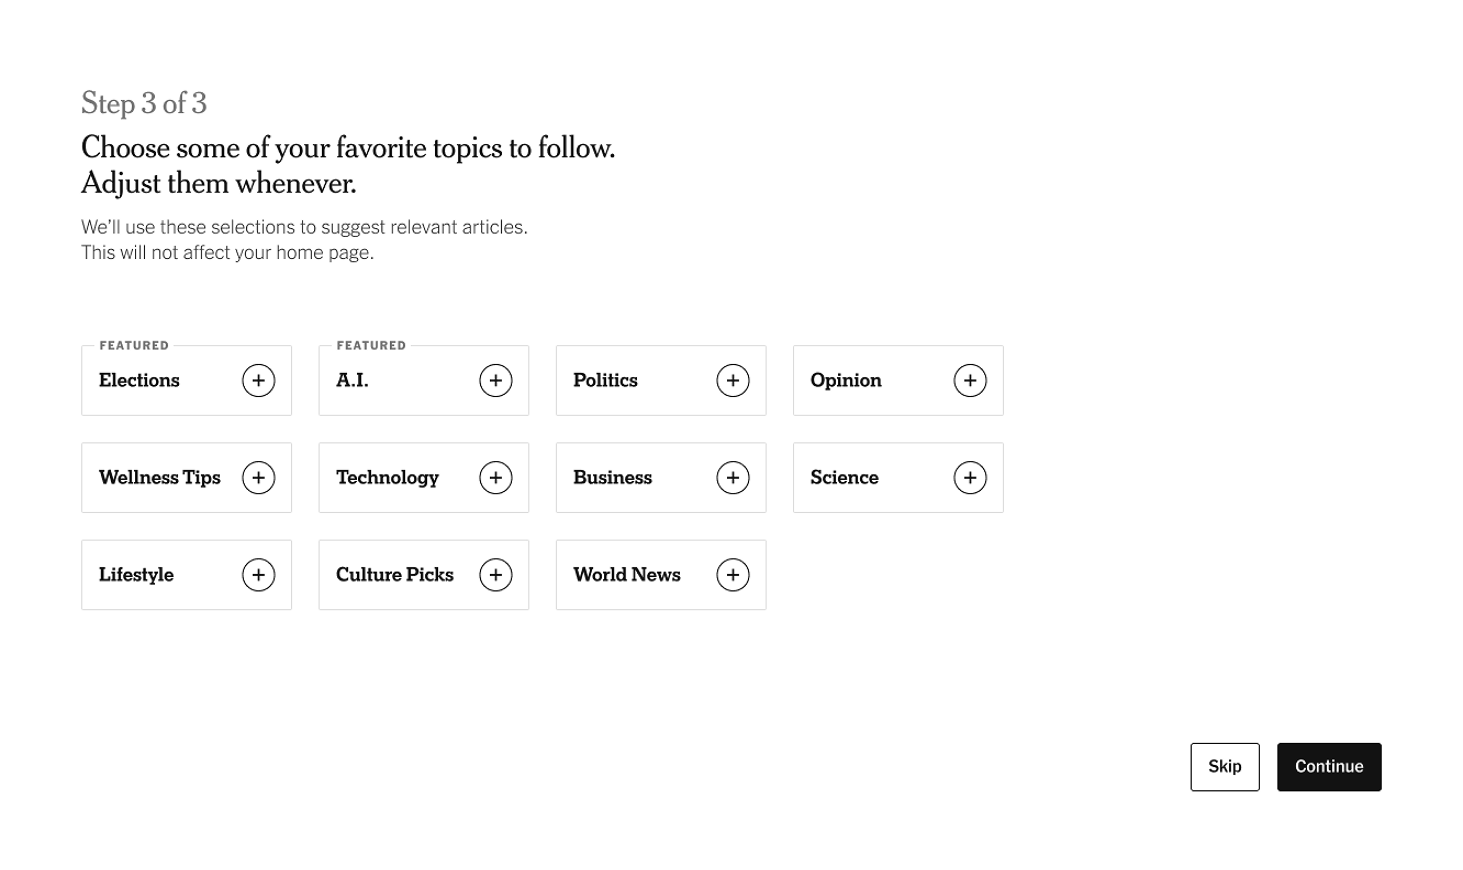 Step 3 of 3
Choose some of your favorite topics to follow.
Adjust them whenever.
We’ll use these selections to suggest relevant articles.
This will not affect your home page.
FEATURED
Elections
FEATURED
A.I.
Politics
Opinion
Wellness Tips
Technology
Business
Science
Lifestyle
Culture Picks
World News
Skip
Continue